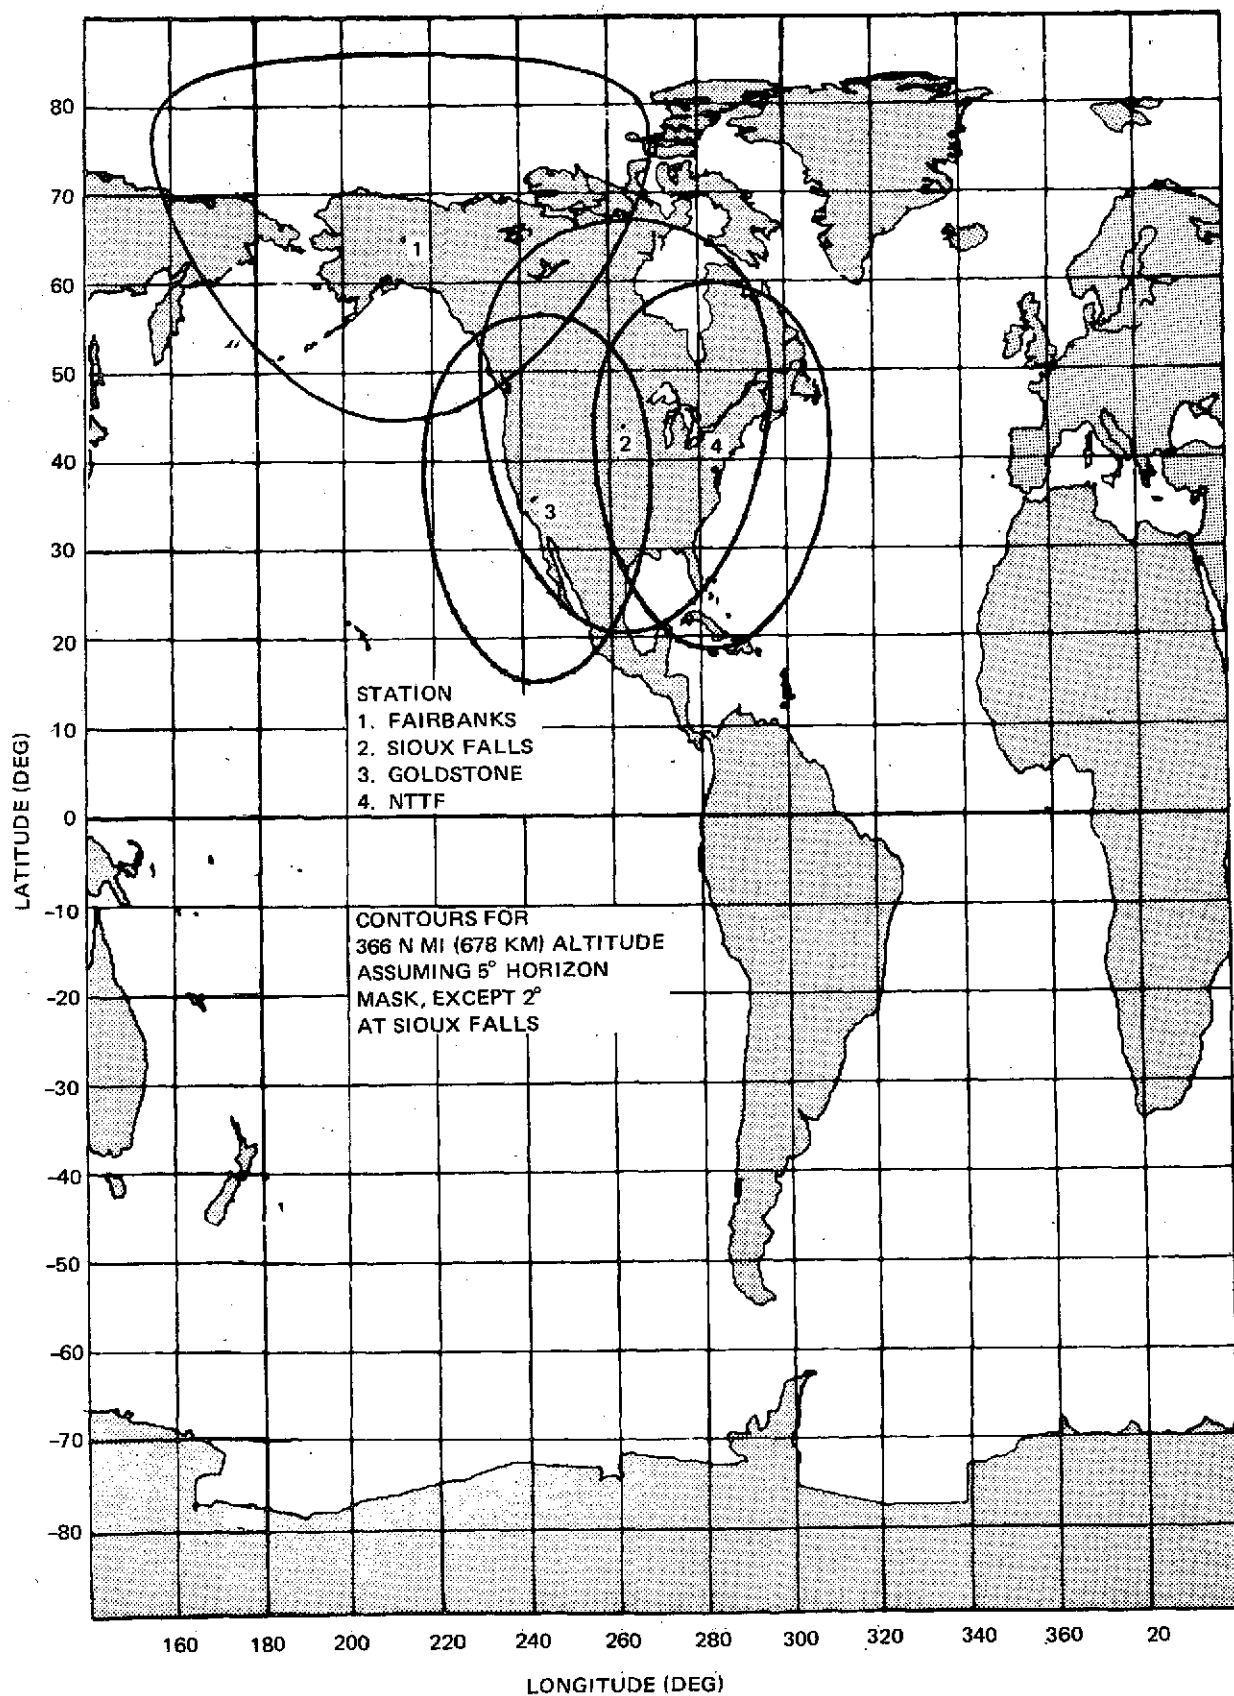 80
70
60
50
40
30
20
10
0
-10
-20
-30
-40
-50
-60
-70
-80
LATITUDE (DEG)
1
2
3
4
STATION
1. FAIRBANKS
2. SIOUX FALLS
3. GOLDSTONE
4. NTTF
CONTOURS FOR
366 N MI (678 KM) ALTITUDE
ASSUMING 5° HORIZON
MASK, EXCEPT 2°
AT SIOUX FALLS
160 180 200 220 240 260 280 300 320 340 360 20
LONGITUDE (DEG)